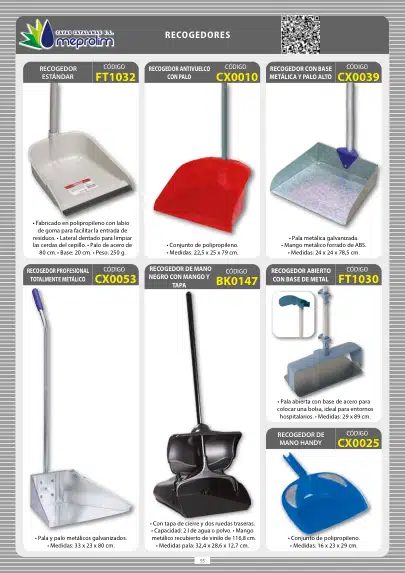 CAYAR CATALANAS S.L.
meprolim
RECOGEDORES
RECOGEDOR
ESTÁNDAR
CÓDIGO
FT1032
• Fabricado en polipropileno con labio
de goma para facilitar la entrada de
residuos. • Lateral dentado para limpiar
las cerdas del cepillo. • Palo de acero de
80 cm. • Base: 20 cm. • Peso: 250 g.
RECOGEDOR ANTIVUELCO
CON PALO
CÓDIGO
CX0010
• Conjunto de polipropileno.
• Medidas: 22,5 x 25 x 79 cm.
RECOGEDOR CON BASE
METÁLICA Y PALO ALTO
CÓDIGO
CX0039
• Pala metálica galvanizada.
• Mango metálico forrado de ABS.
• Medidas: 24 x 24 x 78,5 cm.
RECOGEDOR PROFESIONAL
TOTALMENTE METÁLICO
CÓDIGO
CX0053
• Pala y palo metálicos galvanizados.
• Medidas: 33 x 23 x 80 cm.
RECOGEDOR DE MANO
NEGRO CON MANGO Y
TAPA
CÓDIGO
BK0147
• Con tapa de cierre y dos ruedas traseras.
• Capacidad: 2 l de agua o polvo. • Mango
metálico recubierto de vinilo de 116,8 cm.
• Medidas pala: 32,4 x 28,6 x 12,7 cm.
RECOGEDOR ABIERTO
CON BASE DE METAL
CÓDIGO
FT1030
• Pala abierta con base de acero para
colocar una bolsa, ideal para entornos
hospitalarios. • Medidas: 29 x 89 cm.
RECOGEDOR DE
MANO HANDY
CÓDIGO
CX0025
• Conjunto de polipropileno.
• Medidas: 16 x 23 x 29 cm.
55